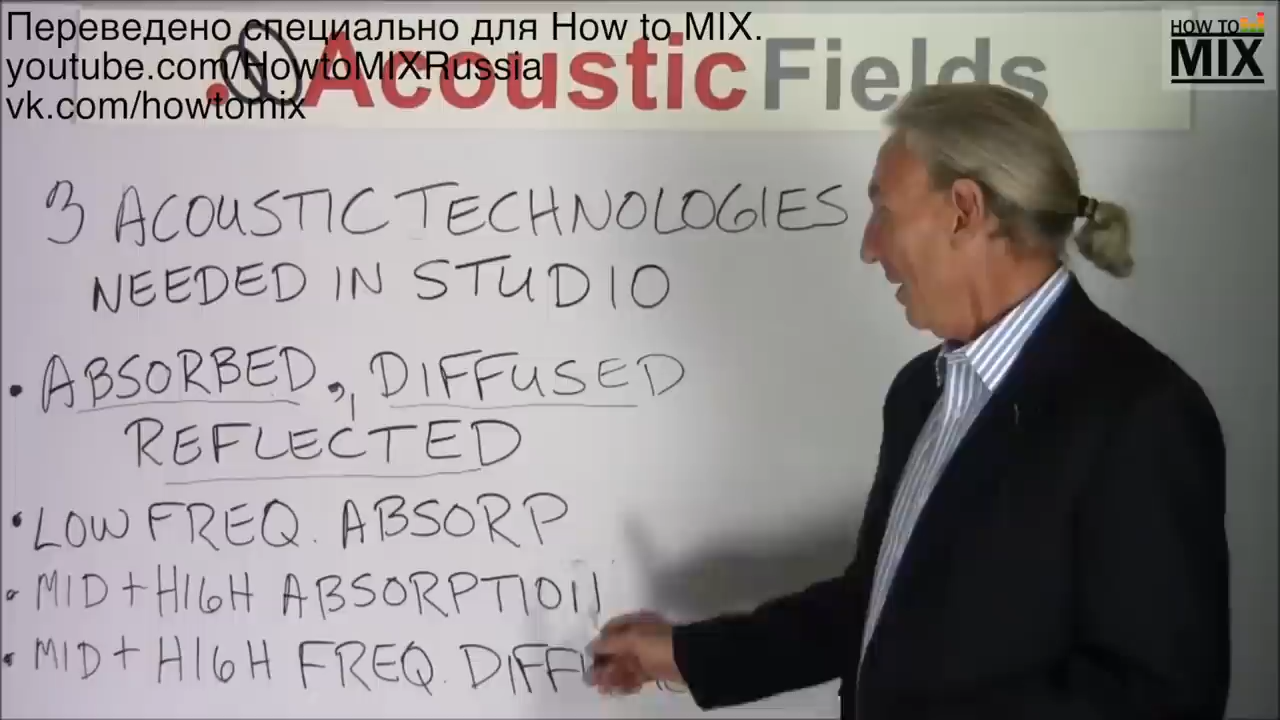 Переведено специально для How to MIX.
youtube.com/HowtoMIXRussia
vk.com/howtomix
Acoustic Fields
HOW TO
MIX
3 ACOUSTIC TECHNOLOGIES
NEEDED IN STUDIO
• ABSORBED, DIFFUSED
REFLECTED
• LOW FREQ. ABSORP
• MID + HIGH ABSORPTION
• MID + HIGH FREQ.